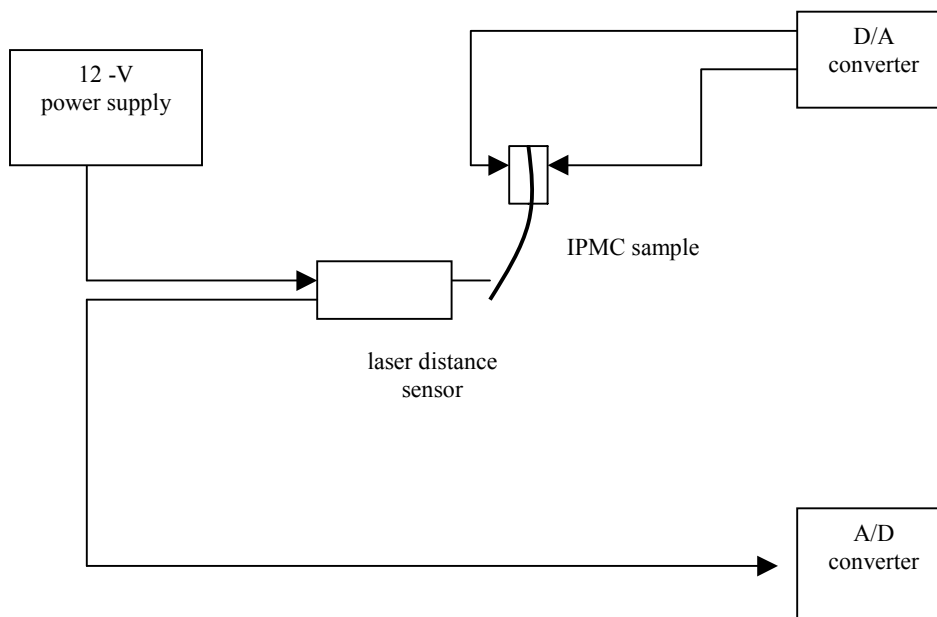 D/A
converter
12 -V
power supply
IPMC sample
laser distance
sensor
A/D
converter